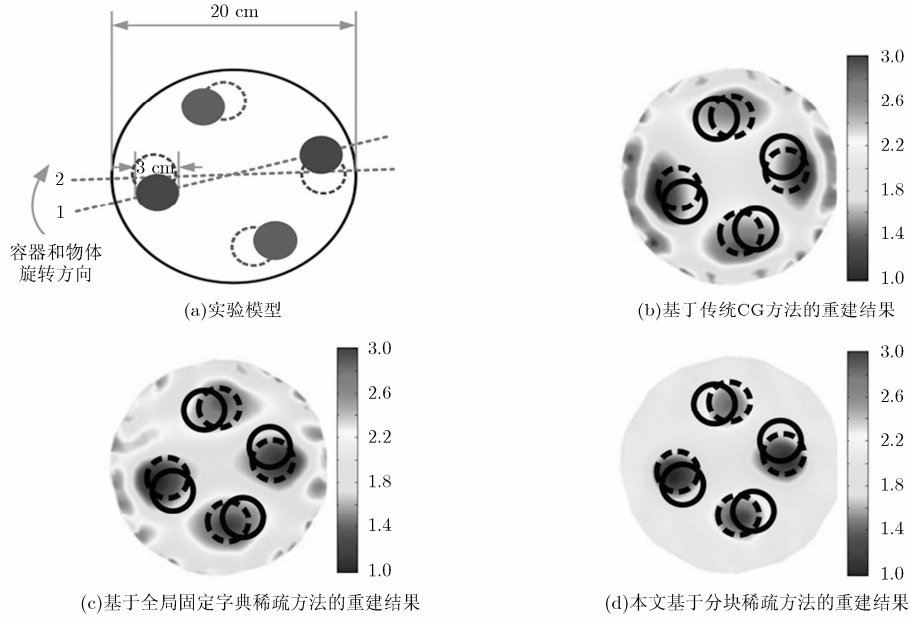 20 cm
3 cm
2
1
容器和物体
旋转方向
(a)实验模型
3.0
2.6
2.2
1.8
1.4
1.0
(b)基于传统CG方法的重建结果
3.0
2.6
2.2
1.8
1.4
1.0
(c)基于全局固定字典稀疏方法的重建结果
3.0
2.6
2.2
1.8
1.4
1.0
(d)本文基于分块稀疏方法的重建结果